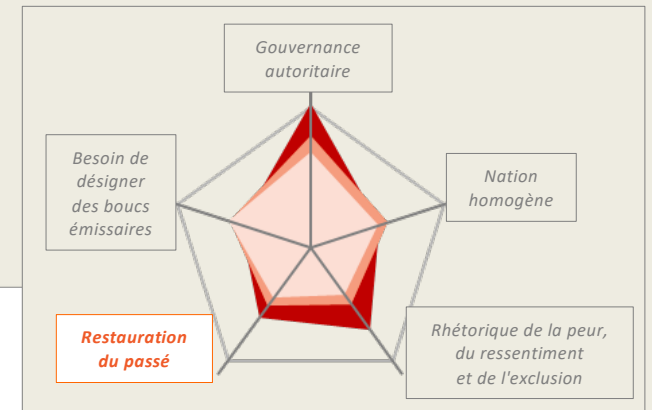 Gouvernance
autoritaire
Besoin de
désigner
des boucs
émissaires
Nation
homogène
Restauration
du passé
Rhétorique de la peur,
du ressentiment
et de l'exclusion